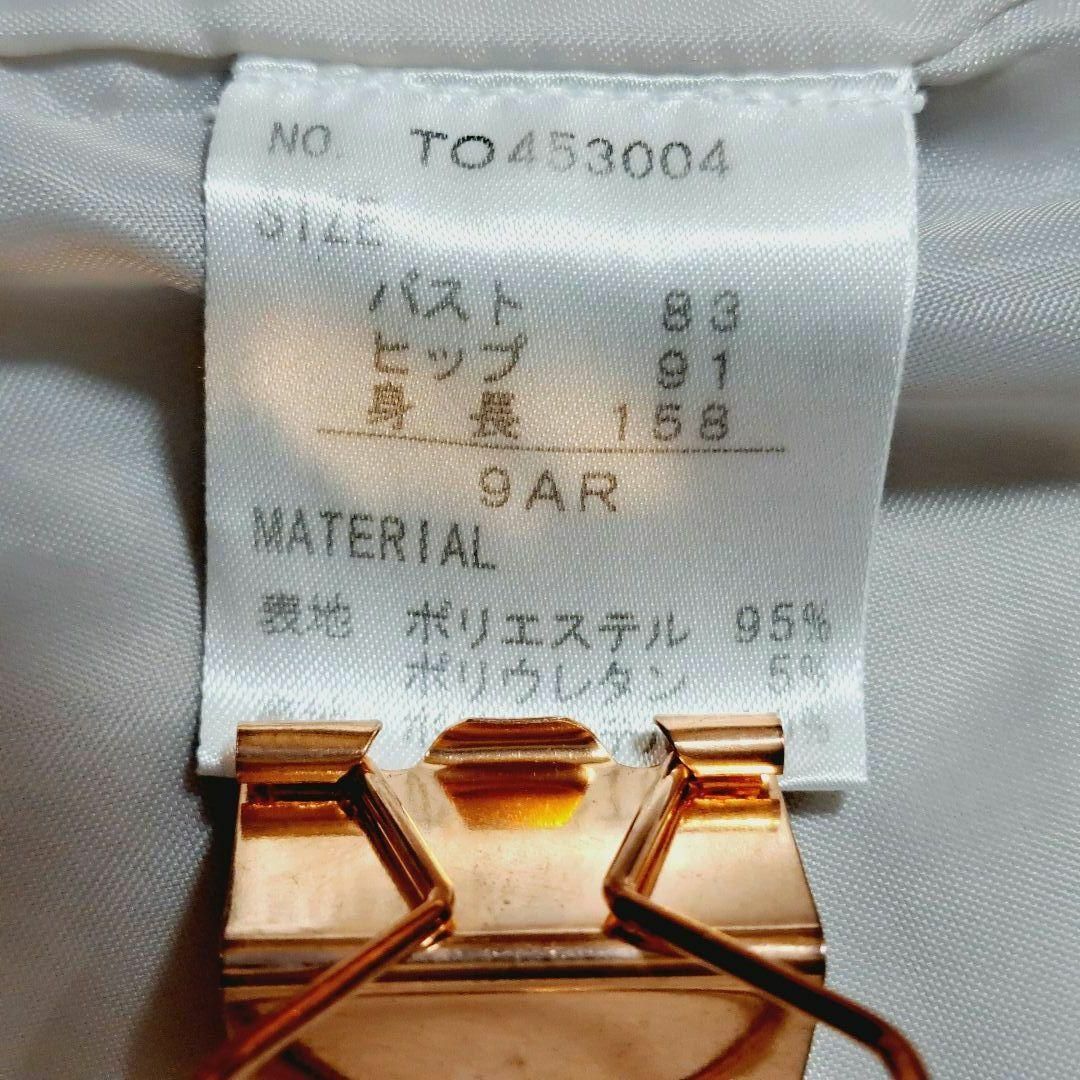 NO. TO453004
SIZE
バスト 83
ヒップ 91
身長 158
9AR
MATERIAL
表地 ポリエステル 95%
ポリウレタン 5%